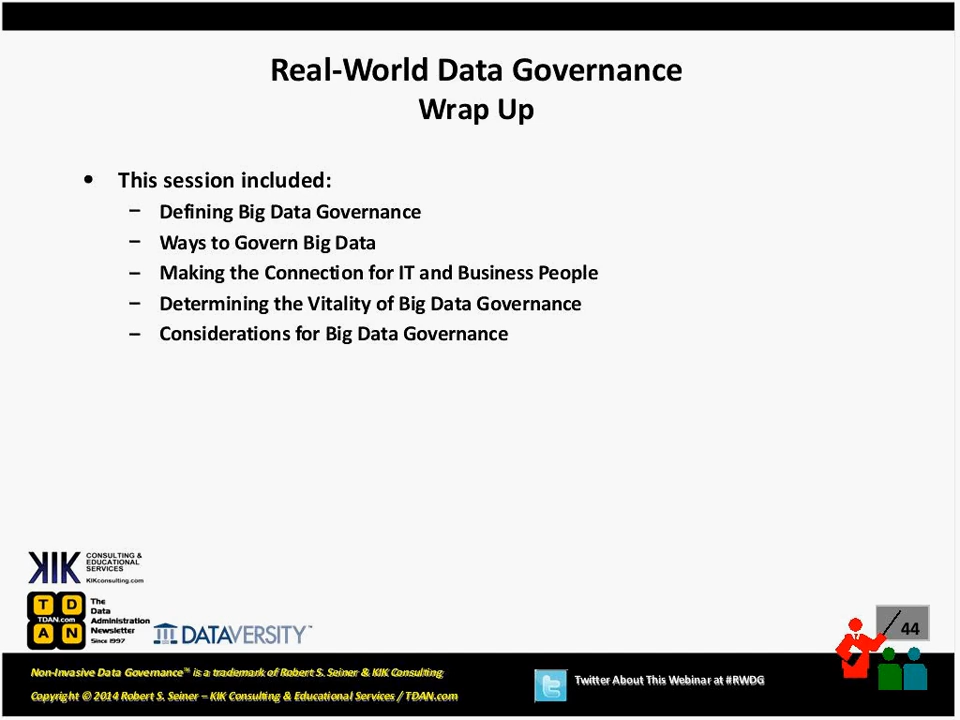 Real-World Data Governance
Wrap Up
• This session included:
– Defining Big Data Governance
– Ways to Govern Big Data
– Making the Connection for IT and Business People
– Determining the Vitality of Big Data Governance
– Considerations for Big Data Governance
KIK CONSULTING &
EDUCATIONAL
SERVICES
KIKconsulting.com
T D
TDAN.com
A N
The
Data
Administration
Newsletter
Since 1997
DATAVERSITY™
44
Non-Invasive Data Governance™ is a trademark of Robert S. Seiner & KIK Consulting
Copyright © 2014 Robert S. Seiner – KIK Consulting & Educational Services / TDAN.com
Twitter About This Webinar at #RWDG